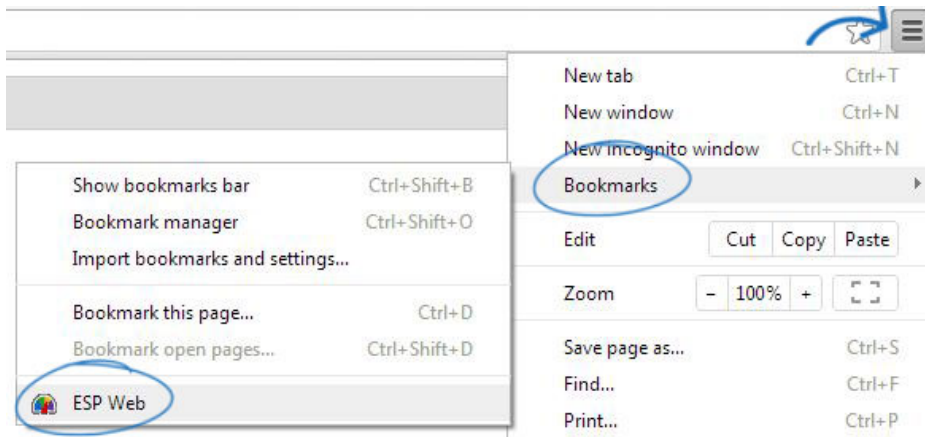 New tab Ctrl+T
New window Ctrl+N
New incognito window Ctrl+Shift+N
Bookmarks
Edit Cut Copy Paste
Zoom - 100% +
Save page as... Ctrl+S
Find... Ctrl+F
Print... Ctrl+P
Show bookmarks bar Ctrl+Shift+B
Bookmark manager Ctrl+Shift+O
Import bookmarks and settings...
Bookmark this page... Ctrl+D
Bookmark open pages... Ctrl+Shift+D
ESP Web